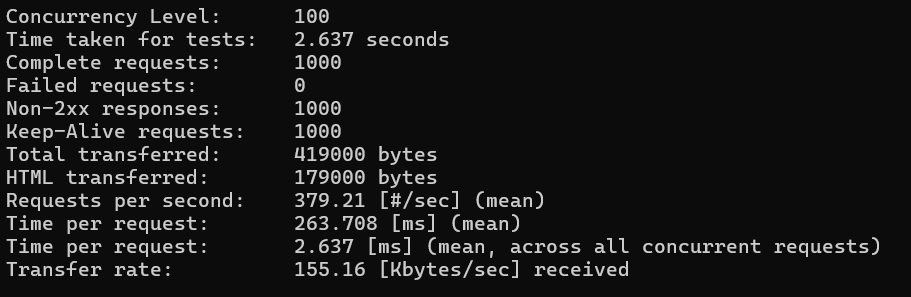 Concurrency Level:      100
Time taken for tests:   2.637 seconds
Complete requests:      1000
Failed requests:        0
Non-2xx responses:      1000
Keep-Alive requests:    1000
Total transferred:      419000 bytes
HTML transferred:       179000 bytes
Requests per second:    379.21 [#/sec] (mean)
Time per request:       263.708 [ms] (mean)
Time per request:       2.637 [ms] (mean, across all concurrent requests)
Transfer rate:          155.16 [Kbytes/sec] received